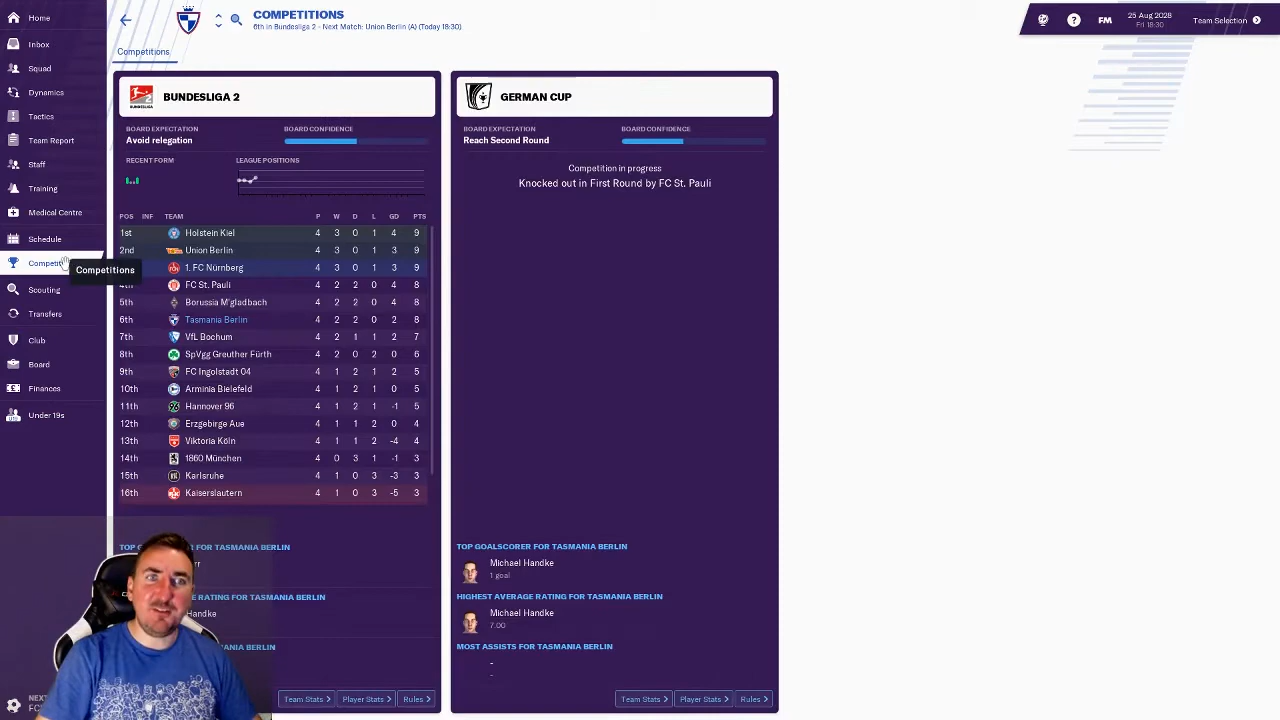 Home
Inbox
Squad
Dynamics
Tactics
Team Report
Staff
Training
Medical Centre
Schedule
Competiti
Competitions
Scouting
Transfers
Club
Board
Finances
Under 19s
COMPETITIONS
6th in Bundesliga 2 - Next Match: Union Berlin (A) (Today 18:30)
FM
25 Aug 2028
Fri 18:30
Team Selection
Competitions
BUNDESLIGA 2
BOARD EXPECTATION BOARD CONFIDENCE
Avoid relegation
RECENT FORM LEAGUE POSITIONS
POS INF TEAM P W D L GD PTS
1st Holstein Kiel 4 3 0 1 4 9
2nd Union Berlin 4 3 0 1 3 9
3rd 1. FC Nürnberg 4 3 0 1 3 9
4th FC St. Pauli 4 2 2 0 4 8
5th Borussia M'gladbach 4 2 2 0 4 8
6th Tasmania Berlin 4 2 2 0 2 8
7th VfL Bochum 4 2 1 1 2 7
8th SpVgg Greuther Fürth 4 2 0 2 0 6
9th FC Ingolstadt 04 4 1 2 1 2 5
10th Arminia Bielefeld 4 1 2 1 0 5
11th Hannover 96 4 1 2 1 -1 5
12th Erzgebirge Aue 4 1 1 2 0 4
13th Viktoria Köln 4 1 1 2 -4 4
14th 1860 München 4 0 3 1 -1 3
15th Karlsruhe 4 1 0 3 -3 3
16th Kaiserslautern 4 1 0 3 -5 3
TOP G FOR TASMANIA BERLIN
rr
E RATING FOR TASMANIA BERLIN
Handke
MANIA BERLIN
Team Stats Player Stats Rules
GERMAN CUP
BOARD EXPECTATION BOARD CONFIDENCE
Reach Second Round
Competition in progress
Knocked out in First Round by FC St. Pauli
TOP GOALSCORER FOR TASMANIA BERLIN
Michael Handke
1 goal
HIGHEST AVERAGE RATING FOR TASMANIA BERLIN
Michael Handke
7.00
MOST ASSISTS FOR TASMANIA BERLIN
-
-
Team Stats Player Stats Rules
NEXT